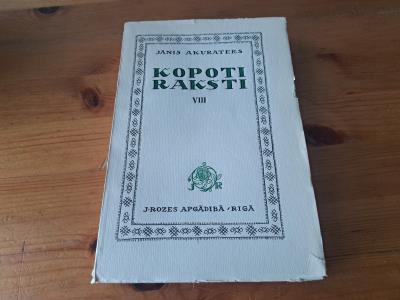 JĀNIS AKURATERS
KOPOTI
RAKSTI
VIII
J R
J·ROZES APGĀDIBĀ / RIGĀ